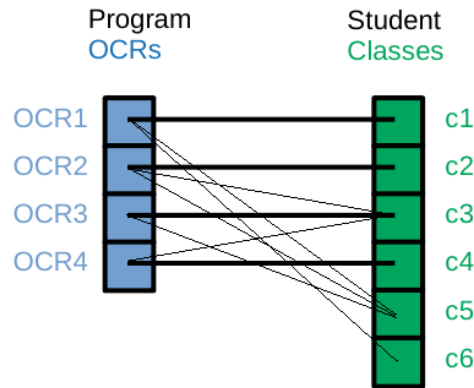 Program
OCRs
Student
Classes
OCR1
OCR2
OCR3
OCR4
c1
c2
c3
c4
c5
c6